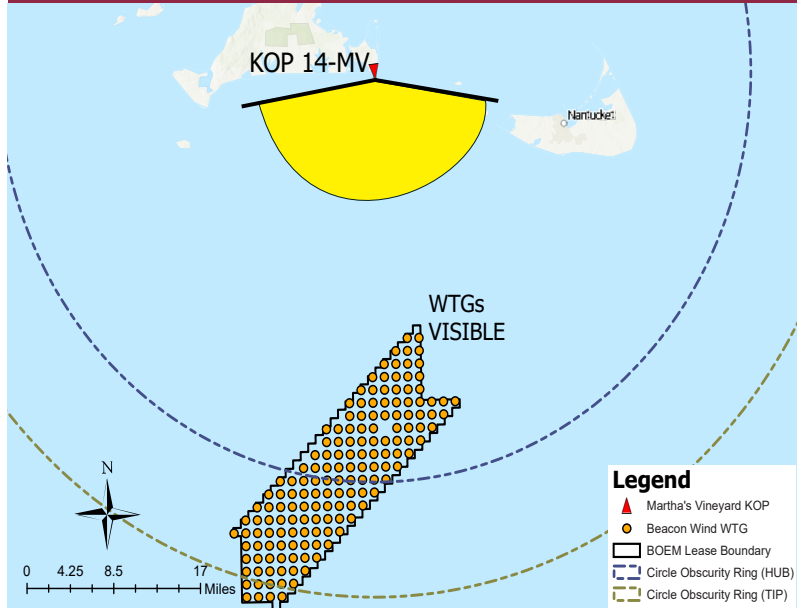 KOP 14-MV
Nantucket
WTGs
VISIBLE
N
0 4.25 8.5 17
Miles
Legend
Martha's Vineyard KOP
Beacon Wind WTG
BOEM Lease Boundary
Circle Obscurity Ring (HUB)
Circle Obscurity Ring (TIP)